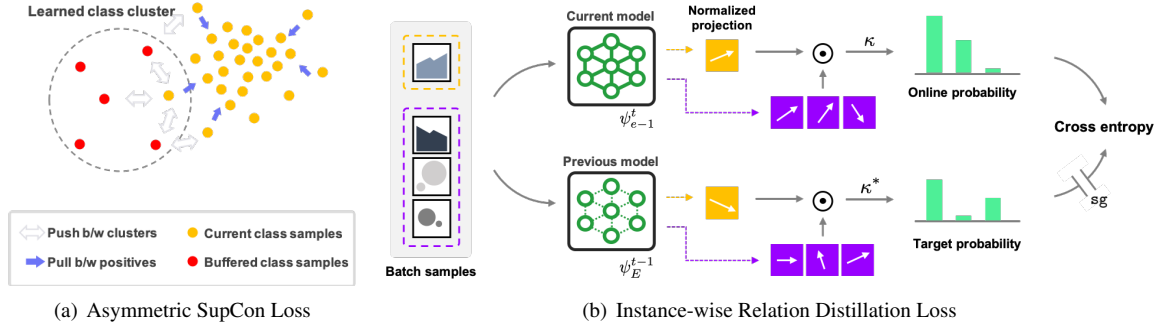 Learned class cluster
Push b/w clusters
Current class samples
Pull b/w positives
Buffered class samples
(a) Asymmetric SupCon Loss
Batch samples
Current model
ψ^t_{e−1}
Normalized
projection
κ
Online probability
Previous model
ψ^{t−1}_E
κ*
Target probability
Cross entropy
sg
(b) Instance-wise Relation Distillation Loss